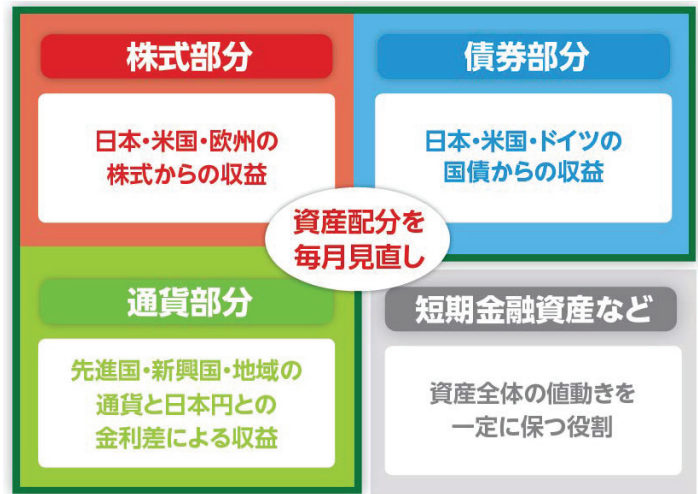 株式部分
日本・米国・欧州の
株式からの収益
債券部分
日本・米国・ドイツの
国債からの収益
資産配分を
毎月見直し
通貨部分
先進国・新興国・地域の
通貨と日本円との
金利差による収益
短期金融資産など
資産全体の値動きを
一定に保つ役割